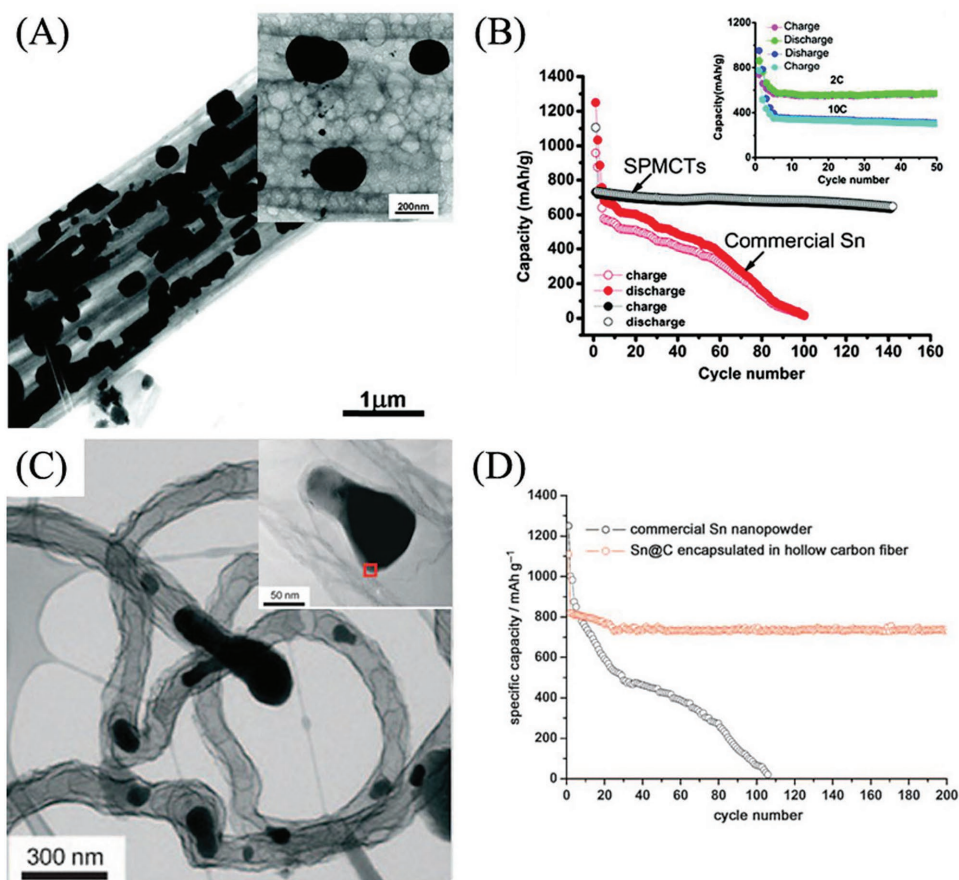 (A)
200nm
1μm
(B)
Capacity (mAh/g)
1400
1200
1000
800
600
400
200
0
0 20 40 60 80 100 120 140 160
Cycle number
SPMCTs
Commercial Sn
charge
discharge
charge
discharge
Capacity(mAh/g)
1200
800
400
0
Charge
Discharge
Disharge
Charge
2C
10C
0 5 10 20 30 40 50
Cycle number
(C)
50 nm
300 nm
(D)
specific capacity / mAh g⁻¹
1400
1200
1000
800
600
400
200
0
commercial Sn nanopowder
Sn@C encapsulated in hollow carbon fiber
0 20 40 60 80 100 120 140 160 180 200
cycle number